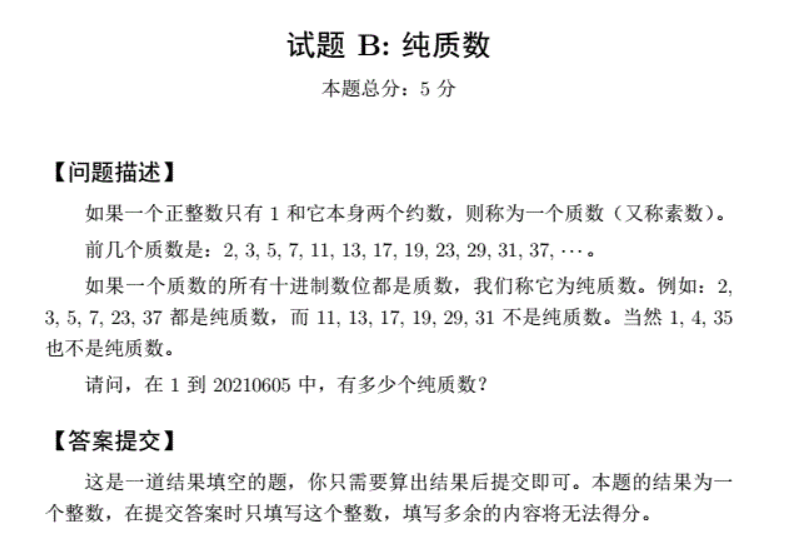 试题 B: 纯质数
本题总分：5 分
【问题描述】
如果一个正整数只有 1 和它本身两个约数，则称为一个质数（又称素数）。
前几个质数是：2, 3, 5, 7, 11, 13, 17, 19, 23, 29, 31, 37, ⋯ 。
如果一个质数的所有十进制数位都是质数，我们称它为纯质数。例如：2,
3, 5, 7, 23, 37 都是纯质数，而 11, 13, 17, 19, 29, 31 不是纯质数。当然 1, 4, 35
也不是纯质数。
请问，在 1 到 20210605 中，有多少个纯质数？
【答案提交】
这是一道结果填空的题，你只需要算出结果后提交即可。本题的结果为一
个整数，在提交答案时只填写这个整数，填写多余的内容将无法得分。